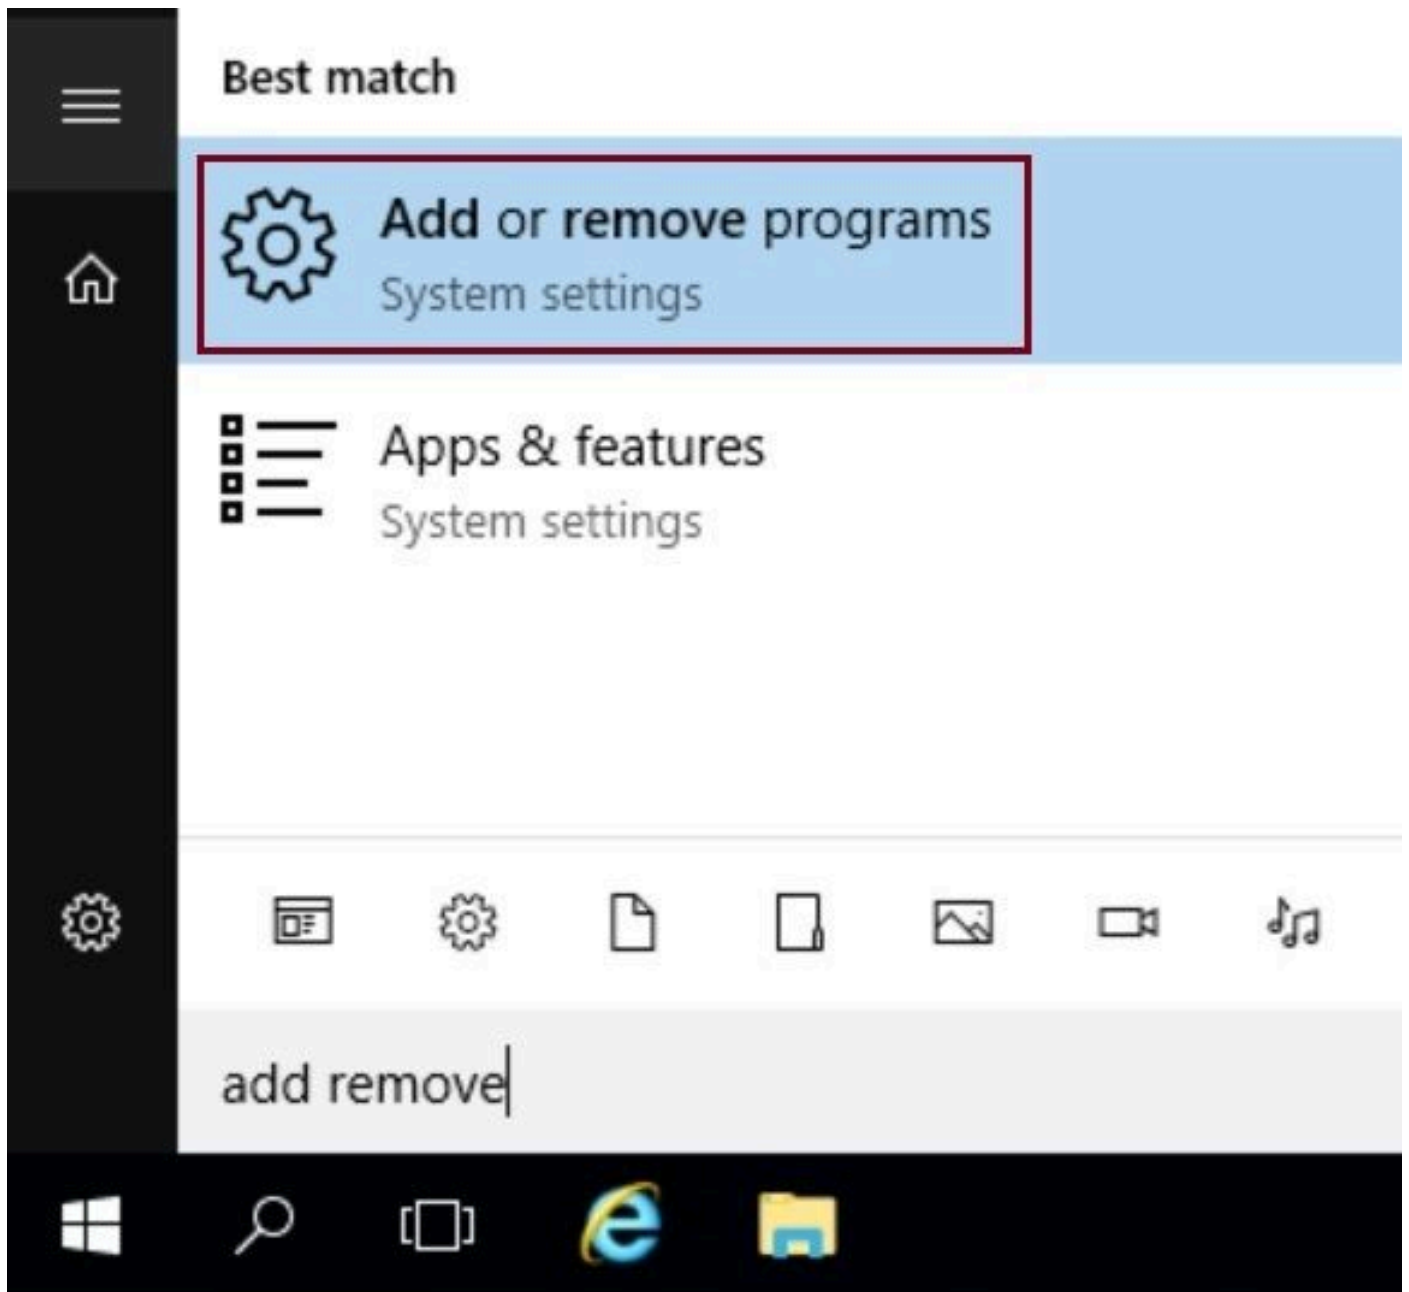 Best match
Add or remove programs
System settings
Apps & features
System settings
add remove